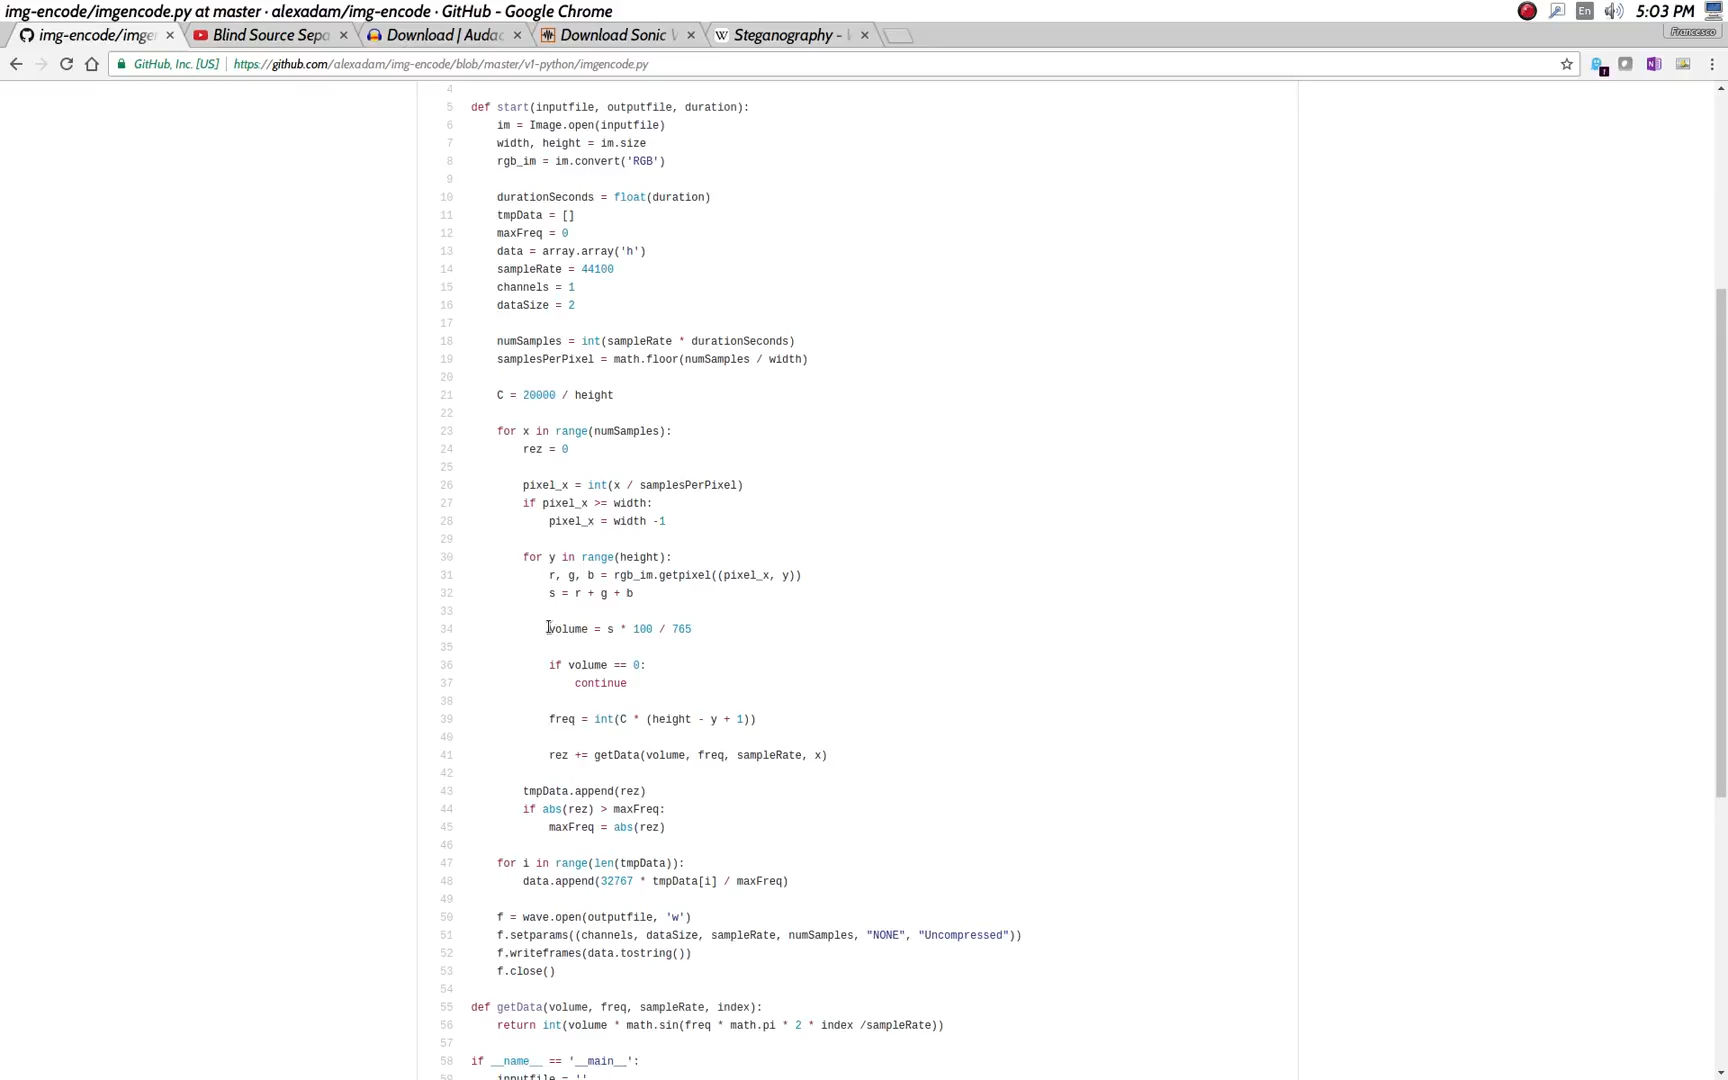 img-encode/imgencode.py at master · alexadam/img-encode · GitHub - Google Chrome
En 5:03 PM
img-encode/imge × Blind Source Sepa × Download | Audac × Download Sonic V × Steganography - × Francesco
GitHub, Inc. [US] https://github.com/alexadam/img-encode/blob/master/v1-python/imgencode.py
4
5 def start(inputfile, outputfile, duration):
6     im = Image.open(inputfile)
7     width, height = im.size
8     rgb_im = im.convert('RGB')
9
10     durationSeconds = float(duration)
11     tmpData = []
12     maxFreq = 0
13     data = array.array('h')
14     sampleRate = 44100
15     channels = 1
16     dataSize = 2
17
18     numSamples = int(sampleRate * durationSeconds)
19     samplesPerPixel = math.floor(numSamples / width)
20
21     C = 20000 / height
22
23     for x in range(numSamples):
24         rez = 0
25
26         pixel_x = int(x / samplesPerPixel)
27         if pixel_x >= width:
28             pixel_x = width -1
29
30         for y in range(height):
31             r, g, b = rgb_im.getpixel((pixel_x, y))
32             s = r + g + b
33
34             volume = s * 100 / 765
35
36             if volume == 0:
37                 continue
38
39             freq = int(C * (height - y + 1))
40
41             rez += getData(volume, freq, sampleRate, x)
42
43         tmpData.append(rez)
44         if abs(rez) > maxFreq:
45             maxFreq = abs(rez)
46
47     for i in range(len(tmpData)):
48         data.append(32767 * tmpData[i] / maxFreq)
49
50     f = wave.open(outputfile, 'w')
51     f.setparams((channels, dataSize, sampleRate, numSamples, "NONE", "Uncompressed"))
52     f.writeframes(data.tostring())
53     f.close()
54
55 def getData(volume, freq, sampleRate, index):
56     return int(volume * math.sin(freq * math.pi * 2 * index /sampleRate))
57
58 if __name__ == '__main__':
59     inputfile = ''